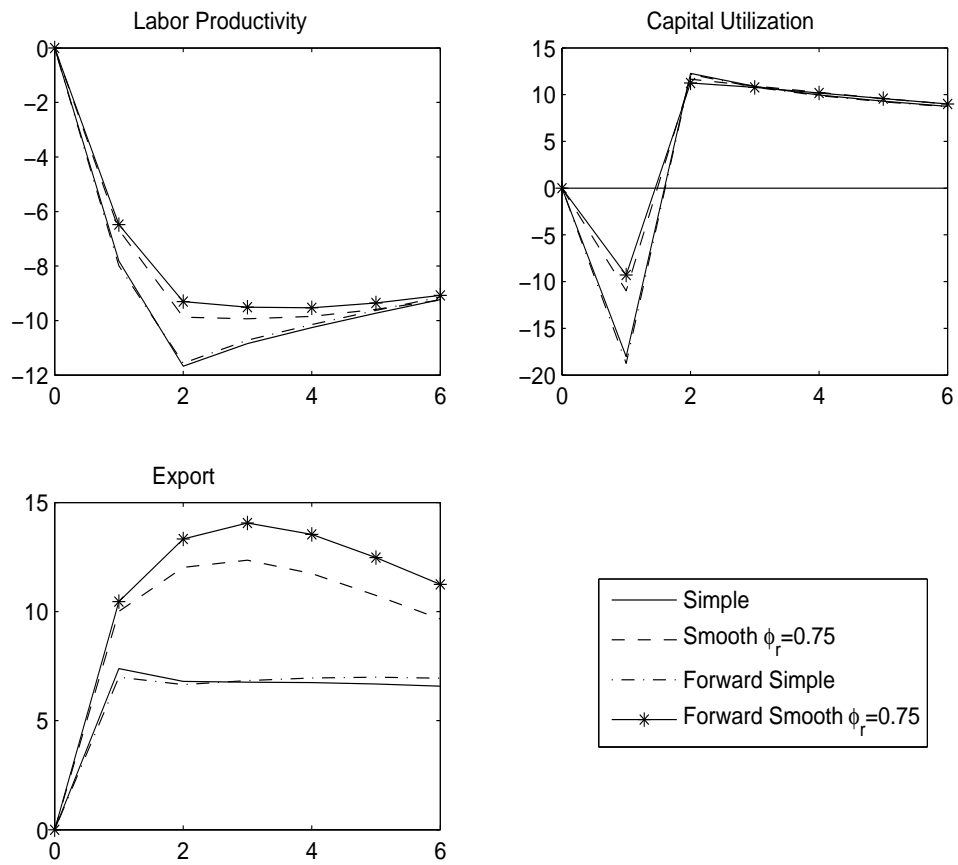 Labor Productivity
0
−2
−4
−6
−8
−10
−12
0 2 4 6
Capital Utilization
15
10
5
0
−5
−10
−15
−20
0 2 4 6
Export
15
10
5
0
0 2 4 6
Simple
Smooth ϕr=0.75
Forward Simple
Forward Smooth ϕr=0.75